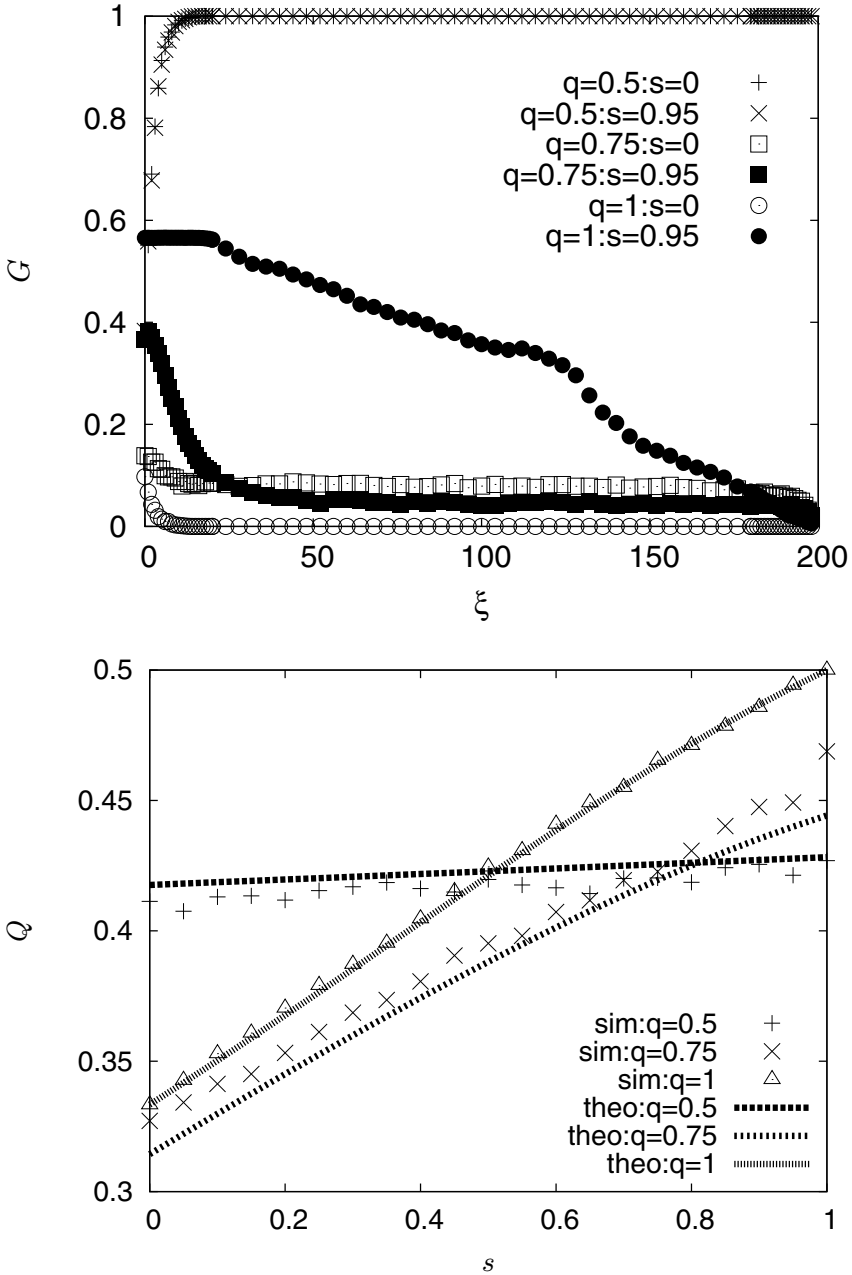 1
0.8
0.6
0.4
0.2
0
G
q=0.5:s=0
q=0.5:s=0.95
q=0.75:s=0
q=0.75:s=0.95
q=1:s=0
q=1:s=0.95
0 50 100 150 200
ξ
0.5
0.45
0.4
0.35
0.3
Q
sim:q=0.5
sim:q=0.75
sim:q=1
theo:q=0.5
theo:q=0.75
theo:q=1
0 0.2 0.4 0.6 0.8 1
s